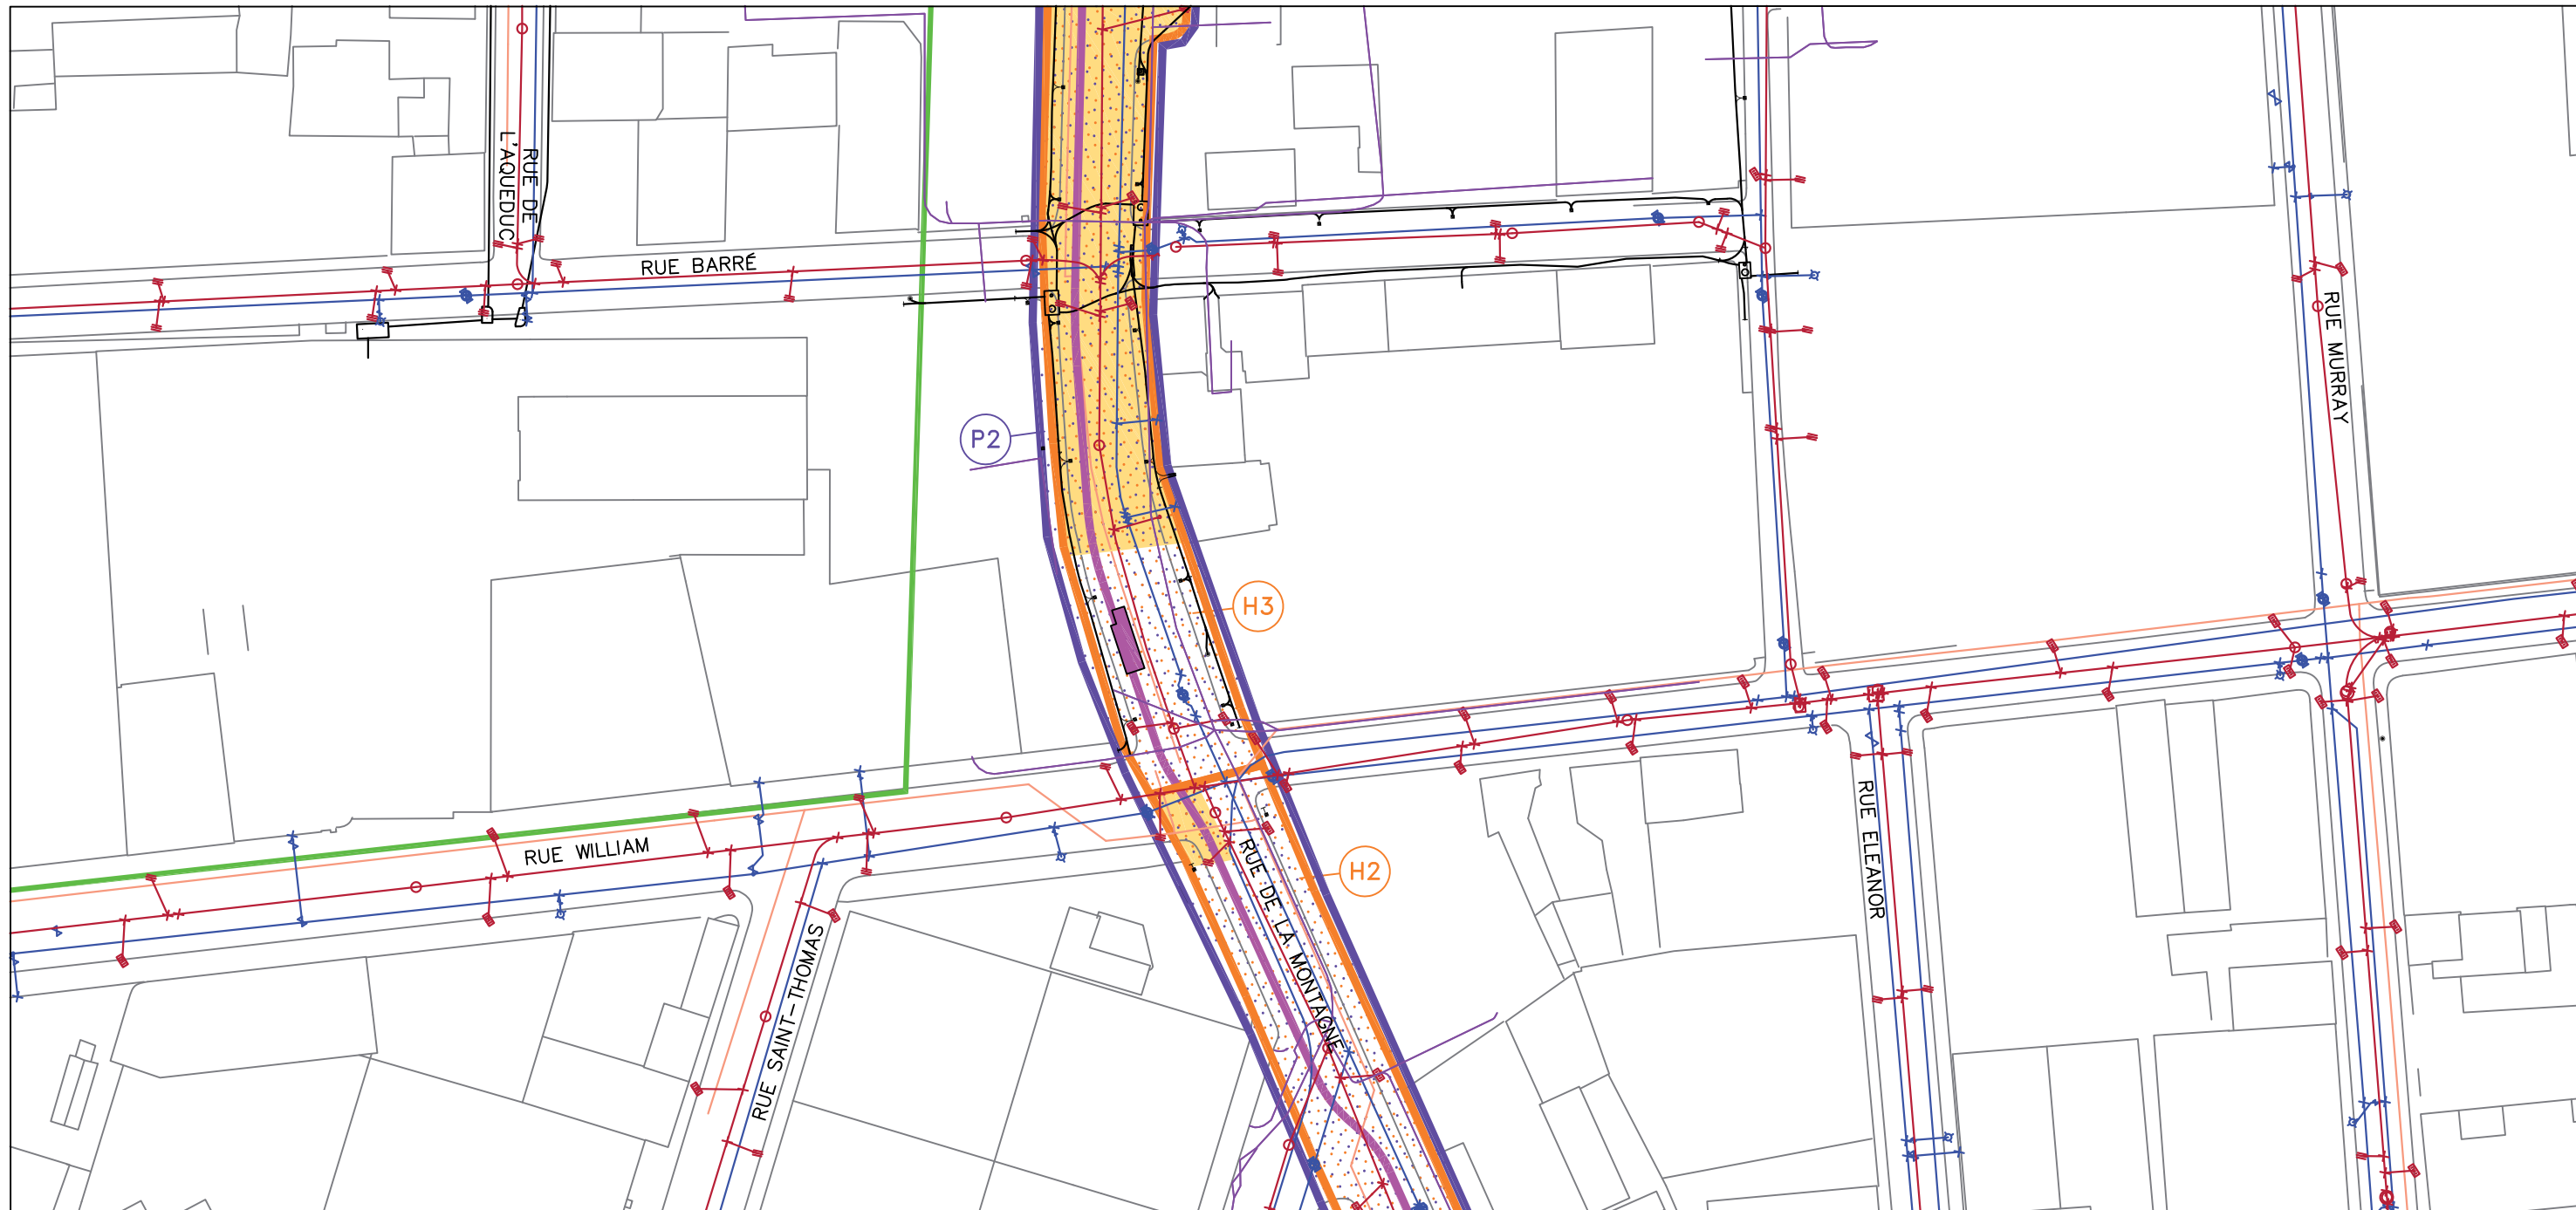 RUE DE
L'AQUEDUC
RUE BARRÉ
RUE MURRAY
P2
H3
RUE WILLIAM
RUE ELEANOR
H2
RUE DE LA MONTAGNE
RUE SAINT-THOMAS